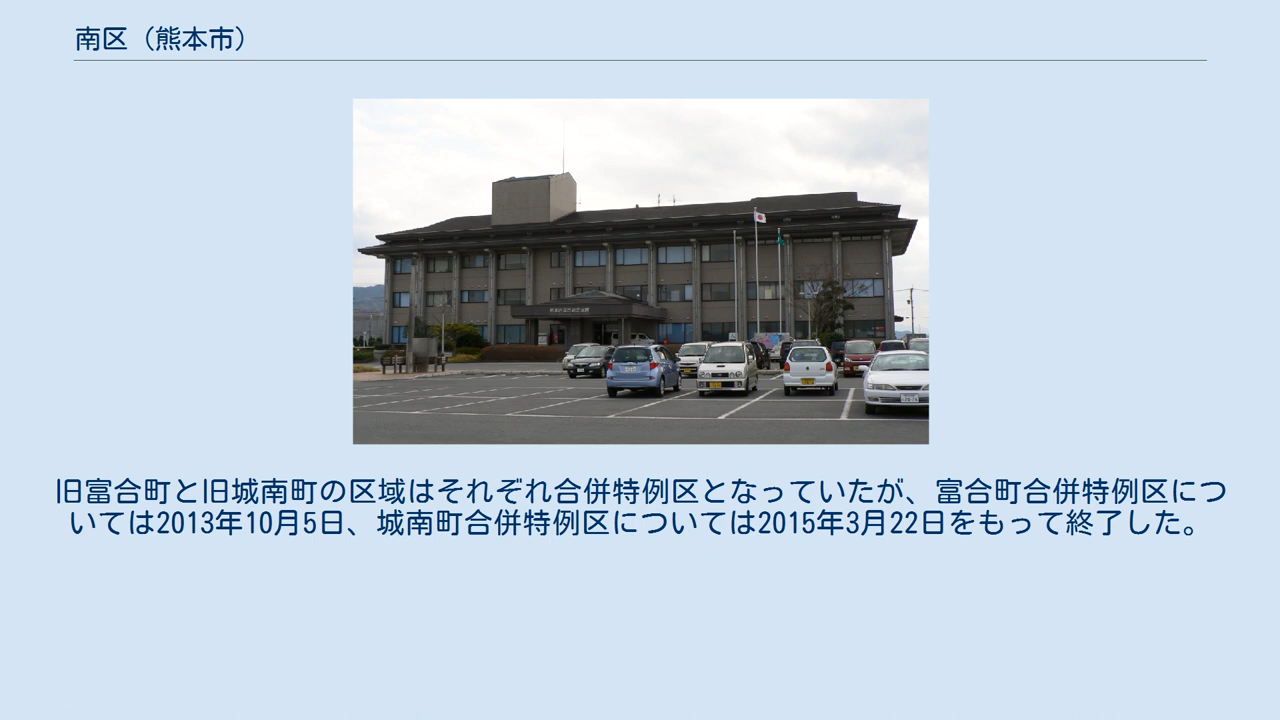 南区（熊本市）
旧富合町と旧城南町の区域はそれぞれ合併特例区となっていたが、富合町合併特例区につ
いては2013年10月5日、城南町合併特例区については2015年3月22日をもって終了した。